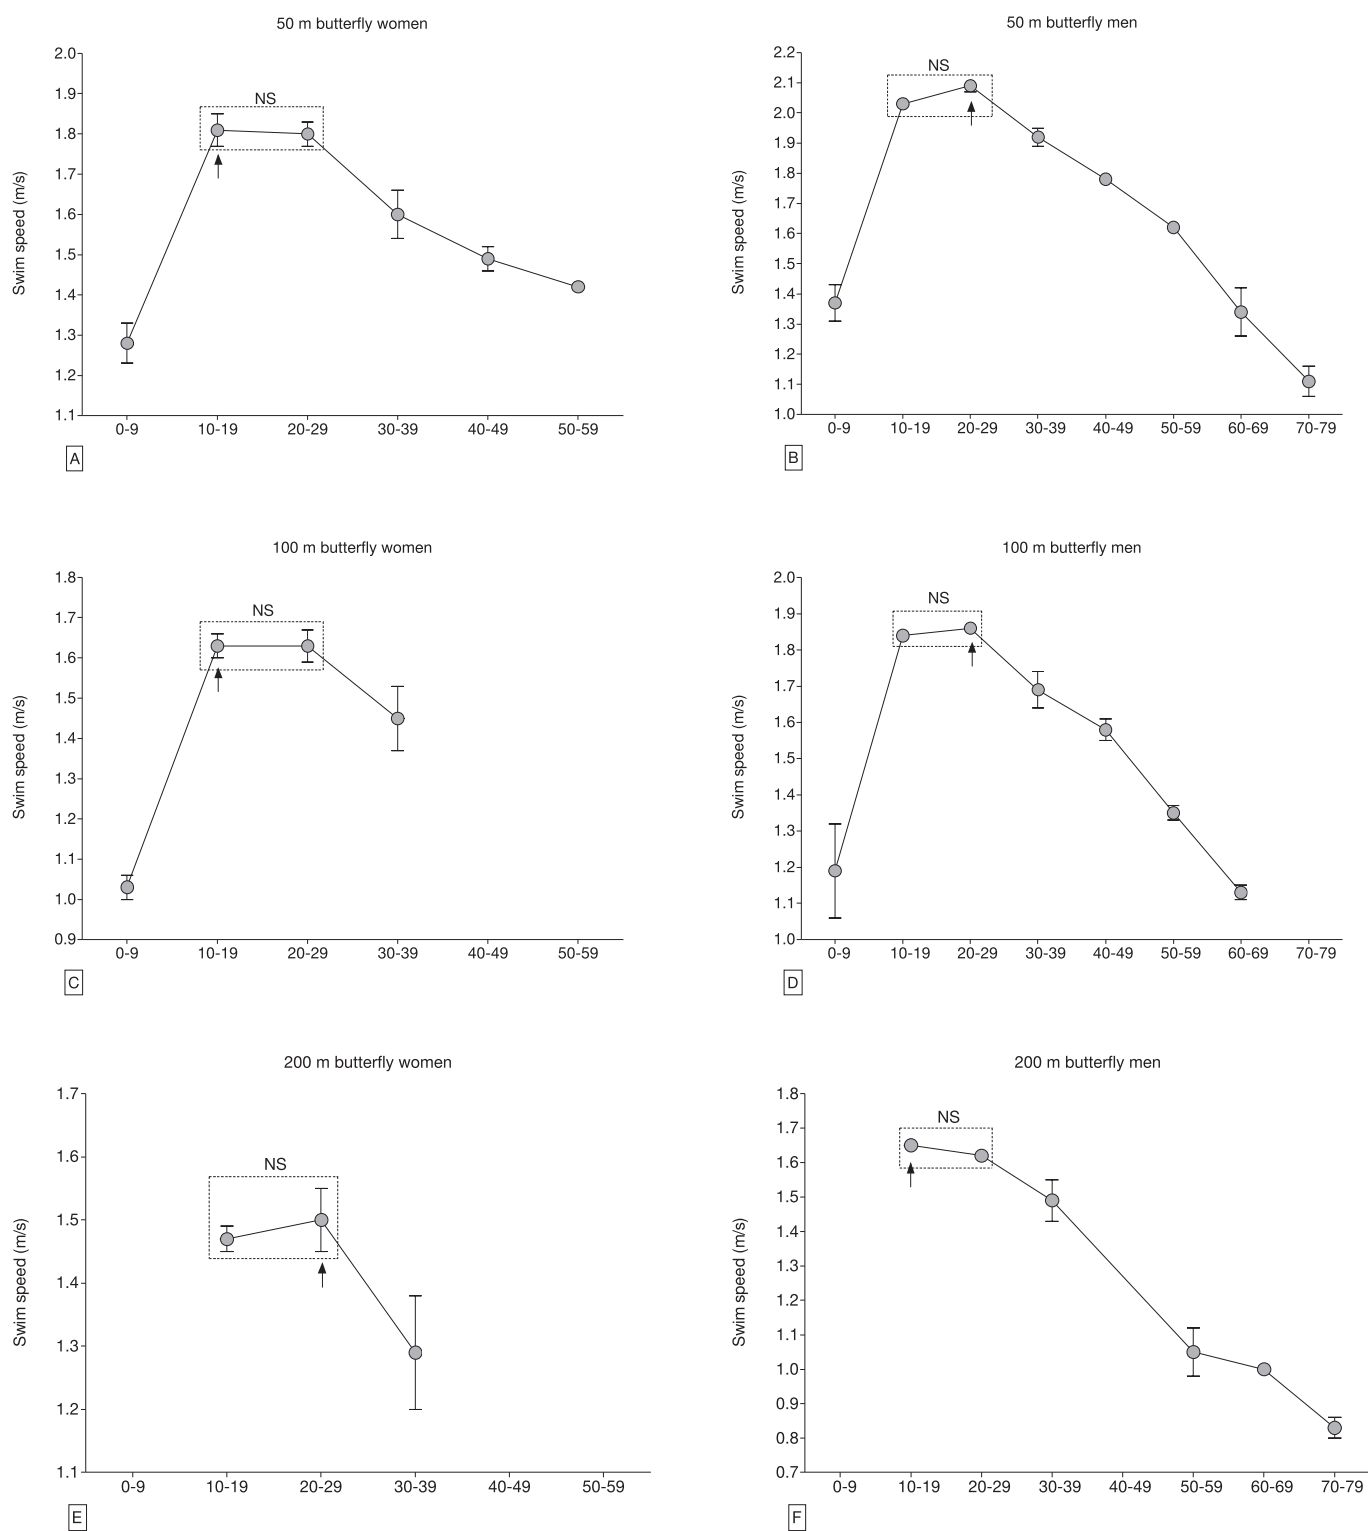 50 m butterfly women
NS
Swim speed (m/s)
2.0
1.9
1.8
1.7
1.6
1.5
1.4
1.3
1.2
1.1
0-9 10-19 20-29 30-39 40-49 50-59
A
50 m butterfly men
NS
Swim speed (m/s)
2.2
2.1
2.0
1.9
1.8
1.7
1.6
1.5
1.4
1.3
1.2
1.1
1.0
0-9 10-19 20-29 30-39 40-49 50-59 60-69 70-79
B
100 m butterfly women
NS
Swim speed (m/s)
1.8
1.7
1.6
1.5
1.4
1.3
1.2
1.1
1.0
0.9
0-9 10-19 20-29 30-39 40-49 50-59
C
100 m butterfly men
NS
Swim speed (m/s)
2.0
1.9
1.8
1.7
1.6
1.5
1.4
1.3
1.2
1.1
1.0
0-9 10-19 20-29 30-39 40-49 50-59 60-69 70-79
D
200 m butterfly women
NS
Swim speed (m/s)
1.7
1.6
1.5
1.4
1.3
1.2
1.1
0-9 10-19 20-29 30-39 40-49 50-59
E
200 m butterfly men
NS
Swim speed (m/s)
1.8
1.7
1.6
1.5
1.4
1.3
1.2
1.1
1.0
0.9
0.8
0.7
0-9 10-19 20-29 30-39 40-49 50-59 60-69 70-79
F